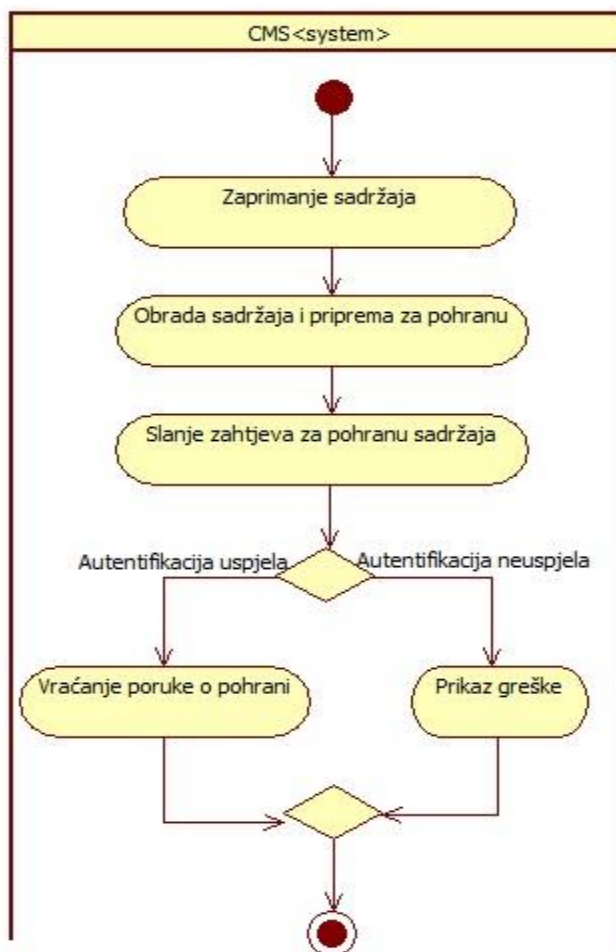 CMS<system>
Zaprimanje sadržaja
Obrada sadržaja i priprema za pohranu
Slanje zahtjeva za pohranu sadržaja
Autentifikacija uspjela
Autentifikacija neuspjela
Vraćanje poruke o pohrani
Prikaz greške